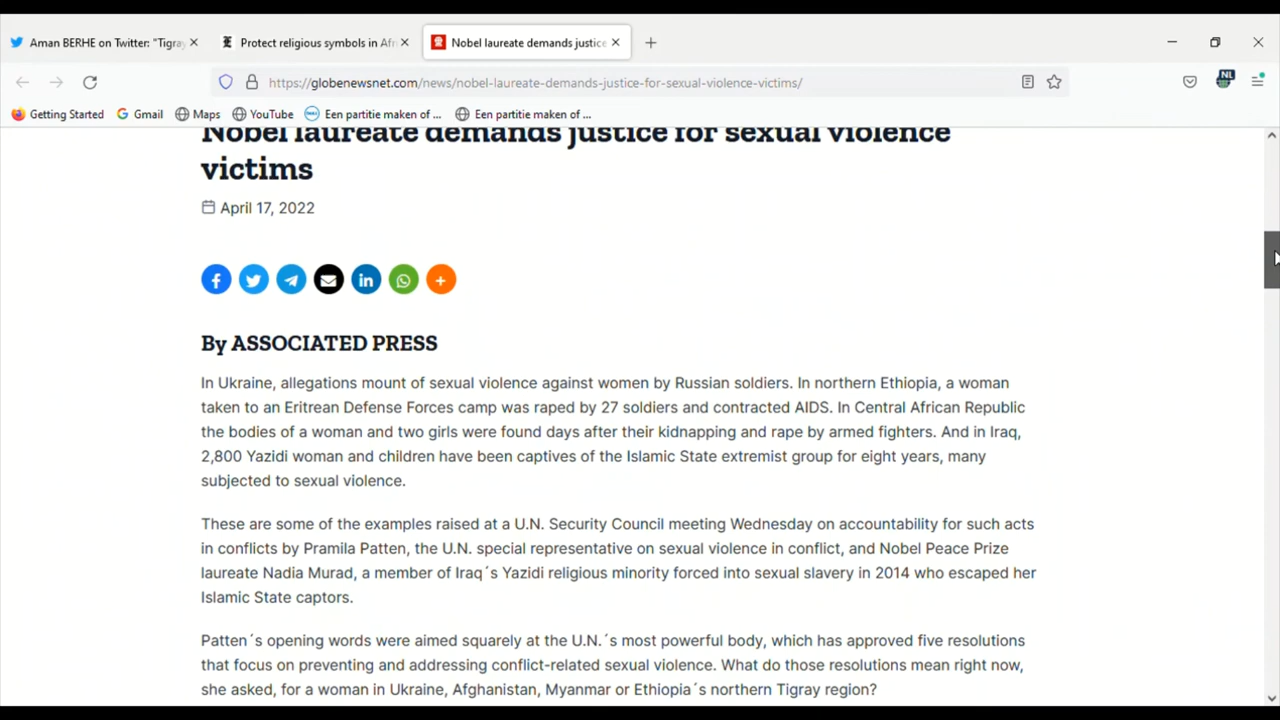 Aman BERHE on Twitter: "Tigray
Protect religious symbols in Afr
Nobel laureate demands justice
https://globenewsnet.com/news/nobel-laureate-demands-justice-for-sexual-violence-victims/
NL
Getting Started
Gmail
Maps
YouTube
Een partitie maken of ...
Een partitie maken of ...
Nobel laureate demands justice for sexual violence
victims
April 17, 2022
By ASSOCIATED PRESS
In Ukraine, allegations mount of sexual violence against women by Russian soldiers. In northern Ethiopia, a woman
taken to an Eritrean Defense Forces camp was raped by 27 soldiers and contracted AIDS. In Central African Republic
the bodies of a woman and two girls were found days after their kidnapping and rape by armed fighters. And in Iraq,
2,800 Yazidi woman and children have been captives of the Islamic State extremist group for eight years, many
subjected to sexual violence.
These are some of the examples raised at a U.N. Security Council meeting Wednesday on accountability for such acts
in conflicts by Pramila Patten, the U.N. special representative on sexual violence in conflict, and Nobel Peace Prize
laureate Nadia Murad, a member of Iraq´s Yazidi religious minority forced into sexual slavery in 2014 who escaped her
Islamic State captors.
Patten´s opening words were aimed squarely at the U.N.´s most powerful body, which has approved five resolutions
that focus on preventing and addressing conflict-related sexual violence. What do those resolutions mean right now,
she asked, for a woman in Ukraine, Afghanistan, Myanmar or Ethiopia´s northern Tigray region?